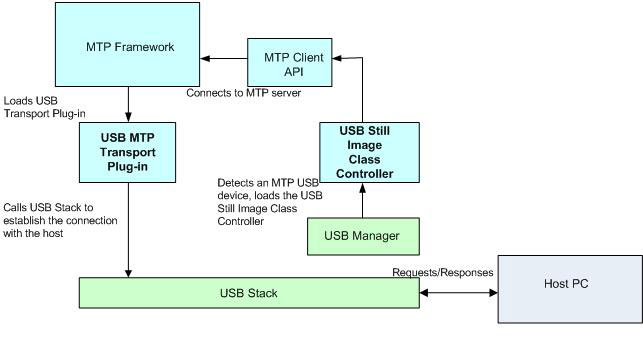 MTP Framework
MTP Client
API
Connects to MTP server
Loads USB
Transport Plug-in
USB MTP
Transport
Plug-in
USB Still
Image
Class
Controller
Detects an MTP USB
device, loads the USB
Still Image Class
Controller
Calls USB Stack to
establish the connection
with the host
USB Manager
Requests/Responses
USB Stack
Host PC